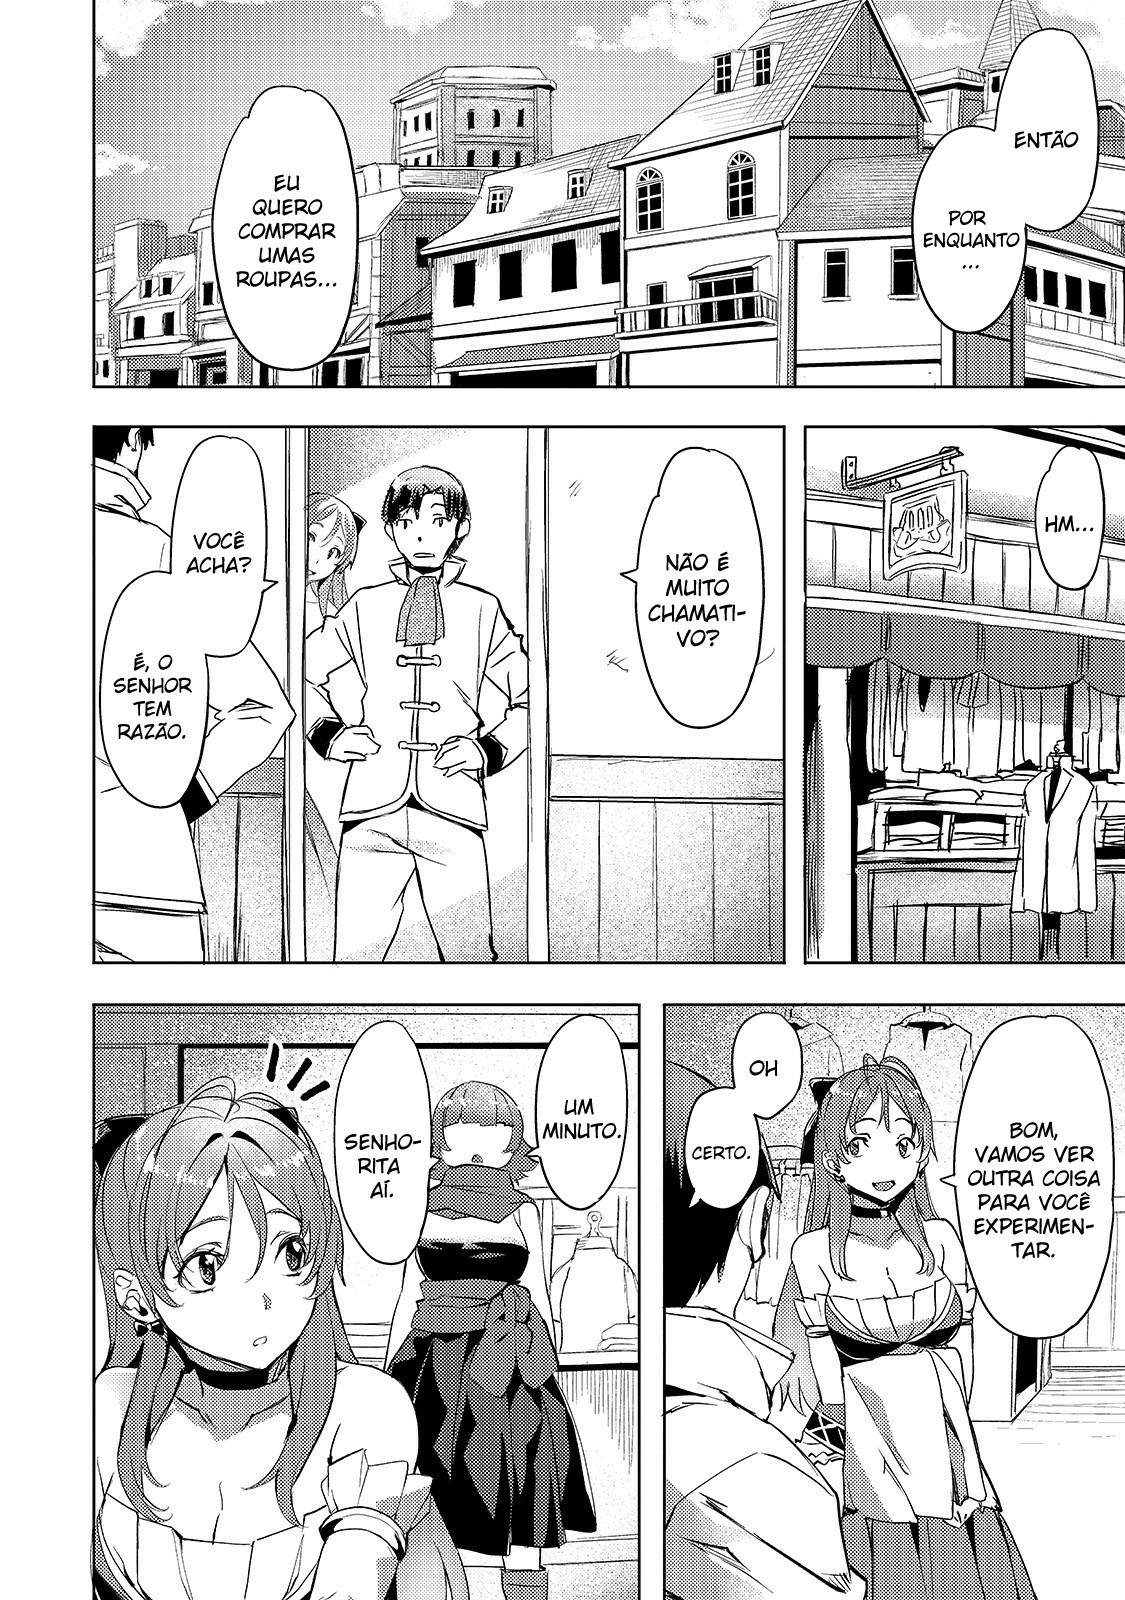 ENTÃO
POR
ENQUANTO
...
EU
QUERO
COMPRAR
UMAS
ROUPAS...
HM...
NÃO É
MUITO
CHAMATI-
VO?
VOCÊ
ACHA?
É, O
SENHOR
TEM
RAZÃO.
BOM,
VAMOS VER
OUTRA COISA
PARA VOCÊ
EXPERIMEN-
TAR.
OH
CERTO.
UM
MINUTO.
SENHO-
RITA
AÍ.